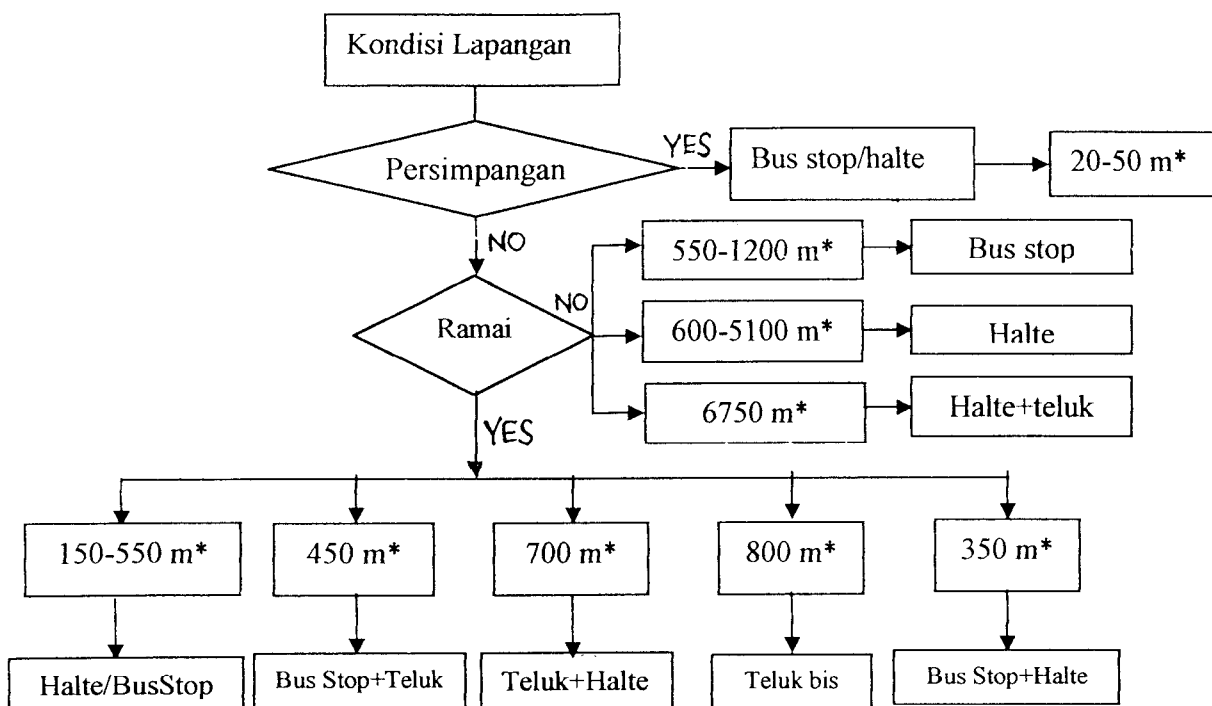 Kondisi Lapangan
Persimpangan
YES
Bus stop/halte
20-50 m*
NO
Ramai
NO
550-1200 m*
Bus stop
600-5100 m*
Halte
6750 m*
Halte+teluk
YES
150-550 m*
450 m*
700 m*
800 m*
350 m*
Halte/BusStop
Bus Stop+Teluk
Teluk+Halte
Teluk bis
Bus Stop+Halte